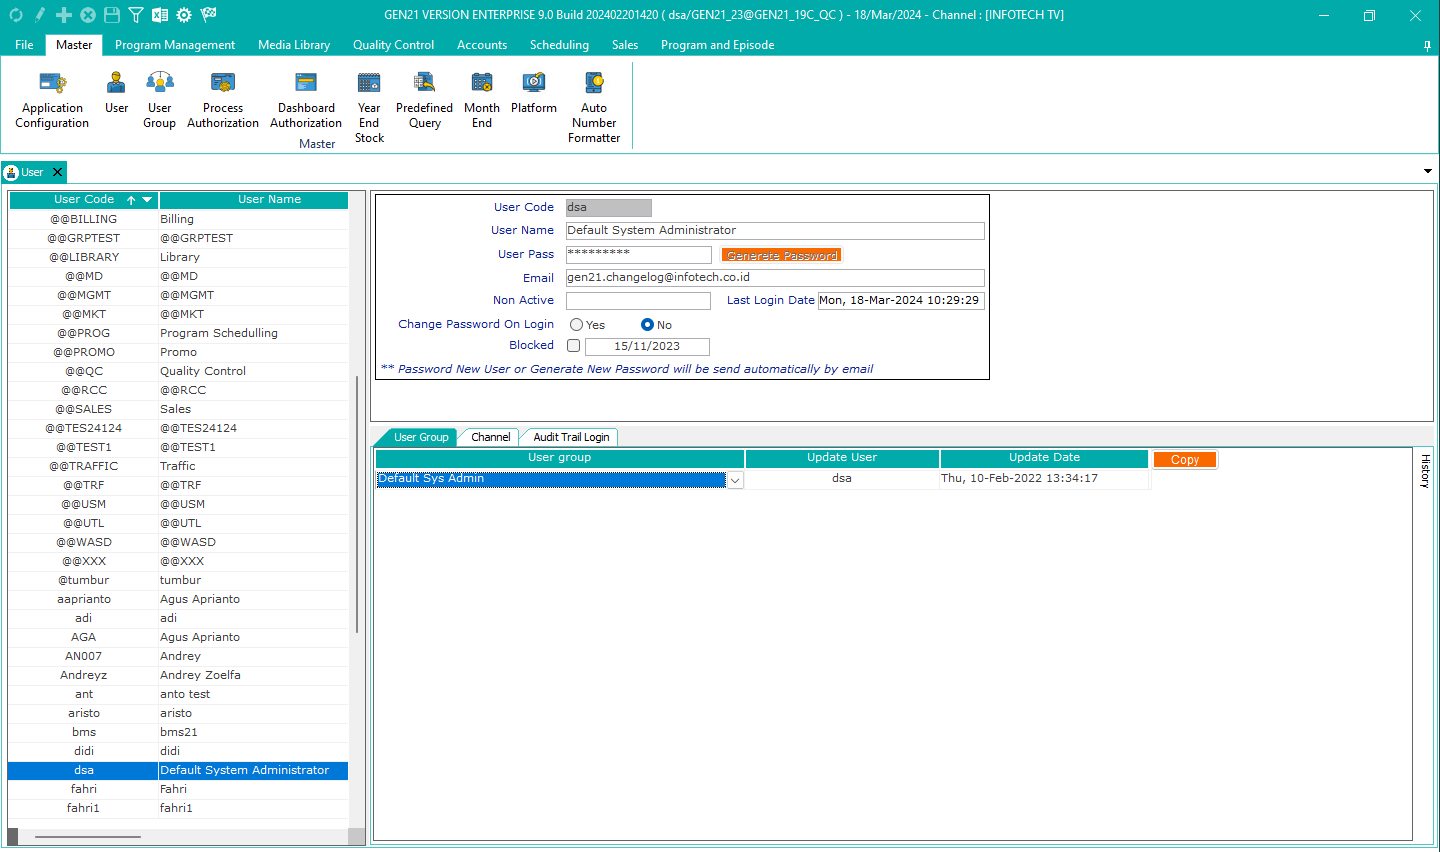 GEN21 VERSION ENTERPRISE 9.0 Build 202402201420 ( dsa/GEN21_23@GEN21_19C_QC ) - 18/Mar/2024 - Channel : [INFOTECH TV]
File Master Program Management Media Library Quality Control Accounts Scheduling Sales Program and Episode
Application Configuration
User
User Group
Process Authorization
Dashboard Authorization
Year End Stock
Predefined Query
Month End
Platform
Auto Number Formatter
Master
User
User Code User Name
@@BILLING Billing
@@GRPTEST @@GRPTEST
@@LIBRARY Library
@@MD @@MD
@@MGMT @@MGMT
@@MKT @@MKT
@@PROG Program Schedulling
@@PROMO Promo
@@QC Quality Control
@@RCC @@RCC
@@SALES Sales
@@TES24124 @@TES24124
@@TEST1 @@TEST1
@@TRAFFIC Traffic
@@TRF @@TRF
@@USM @@USM
@@UTL @@UTL
@@WASD @@WASD
@@XXX @@XXX
@tumbur tumbur
aaprianto Agus Aprianto
adi adi
AGA Agus Aprianto
AN007 Andrey
Andreyz Andrey Zoelfa
ant anto test
aristo aristo
bms bms21
didi didi
dsa Default System Administrator
fahri Fahri
fahri1 fahri1
User Code dsa
User Name Default System Administrator
User Pass ********* Generete Password
Email gen21.changelog@infotech.co.id
Non Active Last Login Date Mon, 18-Mar-2024 10:29:29
Change Password On Login Yes No
Blocked 15/11/2023
** Password New User or Generate New Password will be send automatically by email
User Group Channel Audit Trail Login
User group Update User Update Date Copy
Default Sys Admin dsa Thu, 10-Feb-2022 13:34:17
History